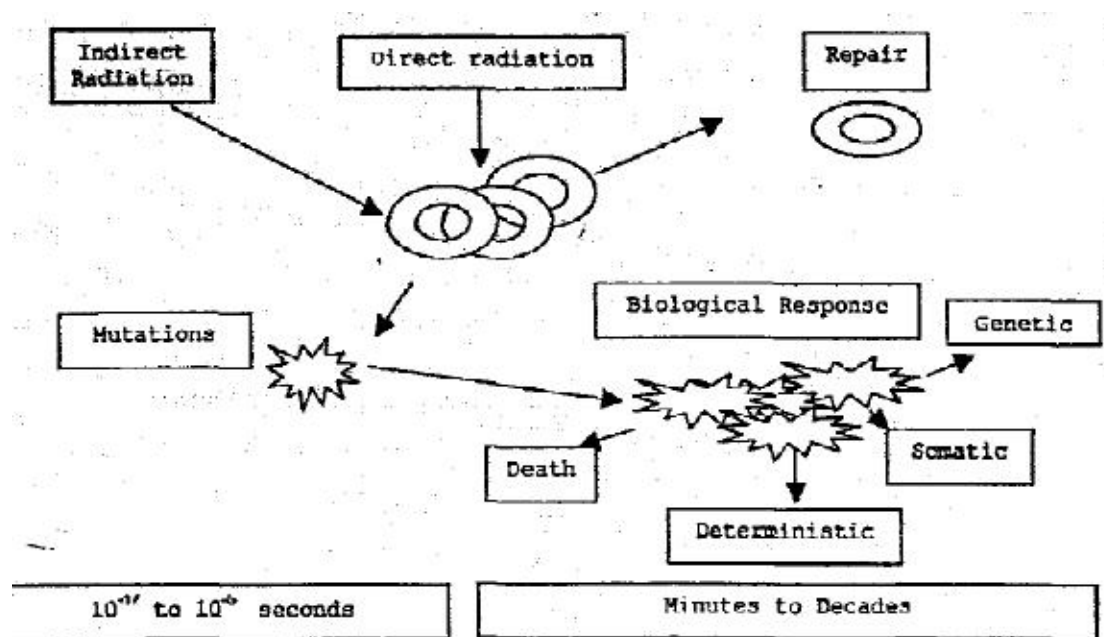 Indirect
Radiation
Direct radiation
Repair
Biological Response
Genetic
Mutations
Death
Somatic
Deterministic
to seconds
Minutes to Decades